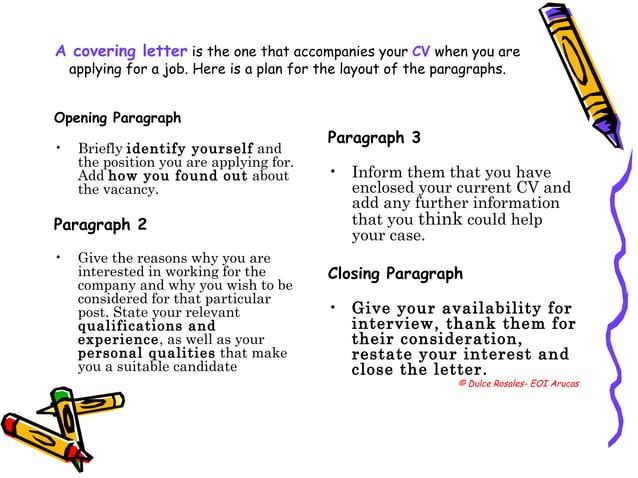 A covering letter is the one that accompanies your CV when you are
applying for a job. Here is a plan for the layout of the paragraphs.
Opening Paragraph
• Briefly identify yourself and
the position you are applying for.
Add how you found out about
the vacancy.
Paragraph 2
• Give the reasons why you are
interested in working for the
company and why you wish to be
considered for that particular
post. State your relevant
qualifications and
experience, as well as your
personal qualities that make
you a suitable candidate
Paragraph 3
• Inform them that you have
enclosed your current CV and
add any further information
that you think could help
your case.
Closing Paragraph
• Give your availability for
interview, thank them for
their consideration,
restate your interest and
close the letter.
© Dulce Rosales- EOI Arucas